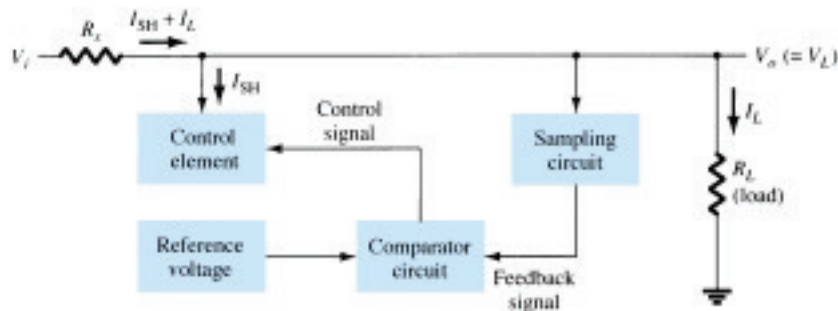 I_SH + I_L
R_s
V_i
V_o (= V_L)
I_SH
Control
signal
I_L
Control
element
Sampling
circuit
R_L
(load)
Reference
voltage
Comparator
circuit
Feedback
signal